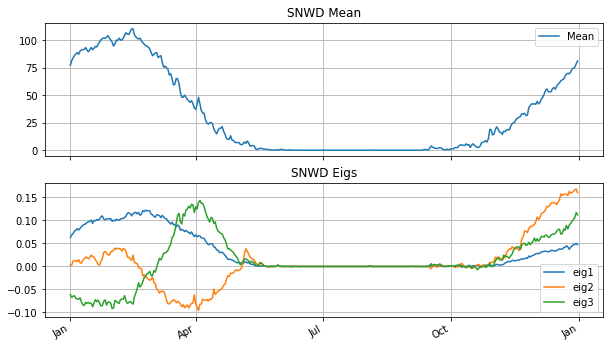 SNWD Mean
100
75
50
25
0
Mean
SNWD Eigs
0.15
0.10
0.05
0.00
−0.05
−0.10
eig1
eig2
eig3
Jan
Apr
Jul
Oct
Jan